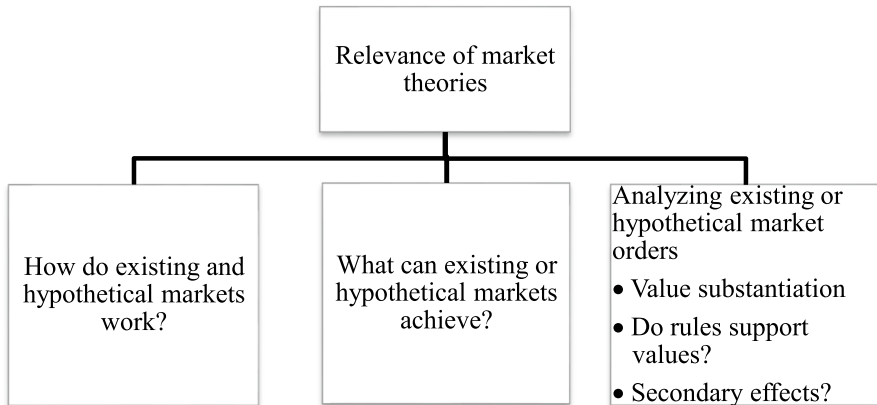 Relevance of market
theories
How do existing and
hypothetical markets
work?
What can existing or
hypothetical markets
achieve?
Analyzing existing or
hypothetical market
orders
• Value substantiation
• Do rules support
values?
• Secondary effects?